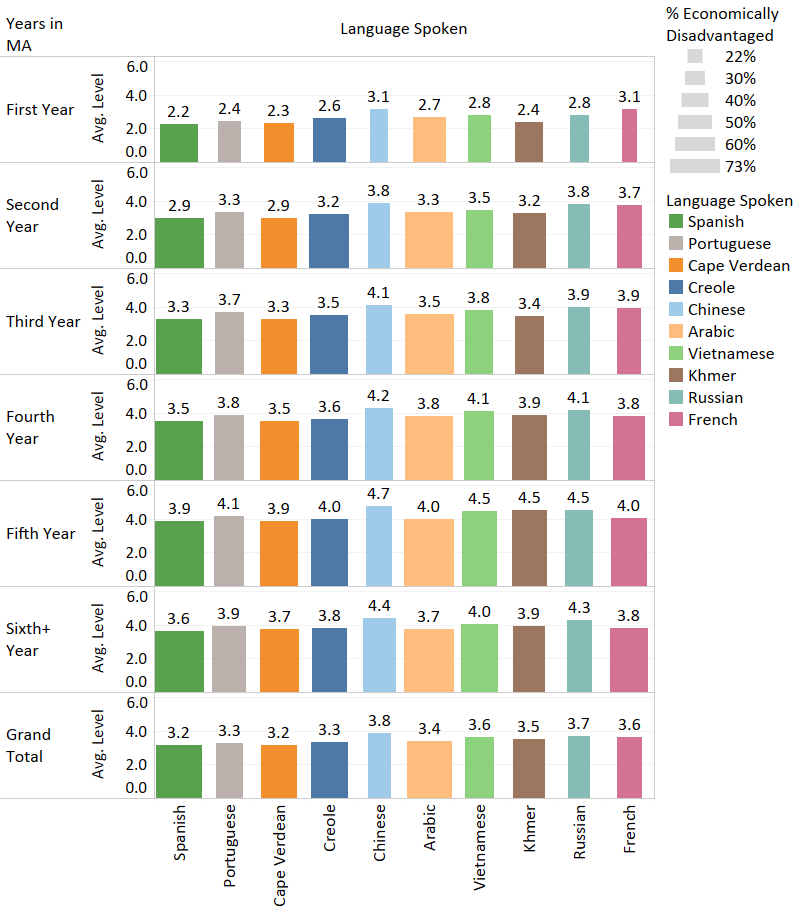 Years in
MA
Language Spoken
First Year
Avg. Level
6.0
4.0
2.0
0.0
2.2 2.4 2.3 2.6 3.1 2.7 2.8 2.4 2.8 3.1
Second
Year
Avg. Level
6.0
4.0
2.0
0.0
2.9 3.3 2.9 3.2 3.8 3.3 3.5 3.2 3.8 3.7
Third Year
Avg. Level
6.0
4.0
2.0
0.0
3.3 3.7 3.3 3.5 4.1 3.5 3.8 3.4 3.9 3.9
Fourth
Year
Avg. Level
6.0
4.0
2.0
0.0
3.5 3.8 3.5 3.6 4.2 3.8 4.1 3.9 4.1 3.8
Fifth Year
Avg. Level
6.0
4.0
2.0
0.0
3.9 4.1 3.9 4.0 4.7 4.0 4.5 4.5 4.5 4.0
Sixth+
Year
Avg. Level
6.0
4.0
2.0
0.0
3.6 3.9 3.7 3.8 4.4 3.7 4.0 3.9 4.3 3.8
Grand
Total
Avg. Level
6.0
4.0
2.0
0.0
3.2 3.3 3.2 3.3 3.8 3.4 3.6 3.5 3.7 3.6
Spanish
Portuguese
Cape Verdean
Creole
Chinese
Arabic
Vietnamese
Khmer
Russian
French
% Economically
Disadvantaged
22%
30%
40%
50%
60%
73%
Language Spoken
Spanish
Portuguese
Cape Verdean
Creole
Chinese
Arabic
Vietnamese
Khmer
Russian
French